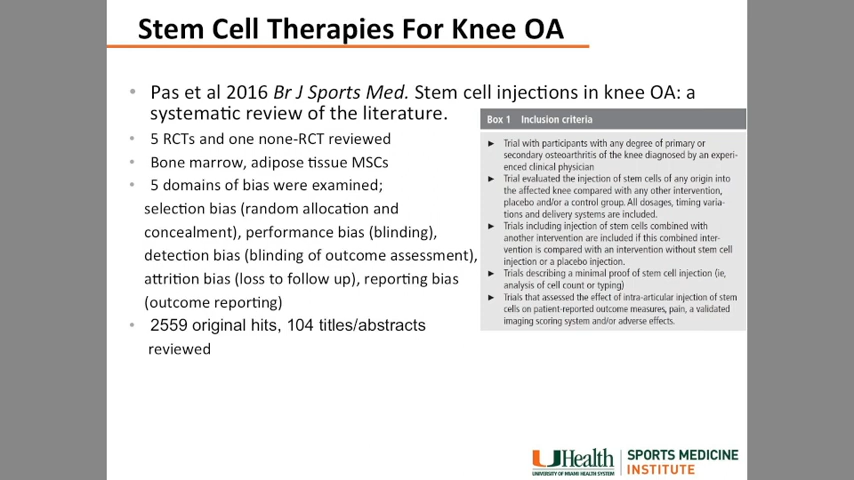 Stem Cell Therapies For Knee OA
• Pas et al 2016 Br J Sports Med. Stem cell injections in knee OA: a
systematic review of the literature.
• 5 RCTs and one none-RCT reviewed
• Bone marrow, adipose tissue MSCs
• 5 domains of bias were examined;
selection bias (random allocation and
concealment), performance bias (blinding),
detection bias (blinding of outcome assessment),
attrition bias (loss to follow up), reporting bias
(outcome reporting)
• 2559 original hits, 104 titles/abstracts
reviewed
Box 1 Inclusion criteria
► Trial with participants with any degree of primary or
secondary osteoarthritis of the knee diagnosed by an experi-
enced clinical physician
► Trial evaluated the injection of stem cells of any origin into
the affected knee compared with any other intervention,
placebo and/or a control group. All dosages, timing varia-
tions and delivery systems are included.
► Trials including injection of stem cells combined with
another intervention are included if this combined inter-
vention is compared with an intervention without stem cell
injection or a placebo injection.
► Trials describing a minimal proof of stem cell injection (ie,
analysis of cell count or typing)
► Trials that assessed the effect of intra-articular injection of stem
cells on patient-reported outcome measures, pain, a validated
imaging scoring system and/or adverse effects.
UHealth
UNIVERSITY OF MIAMI HEALTH SYSTEM
SPORTS MEDICINE
INSTITUTE